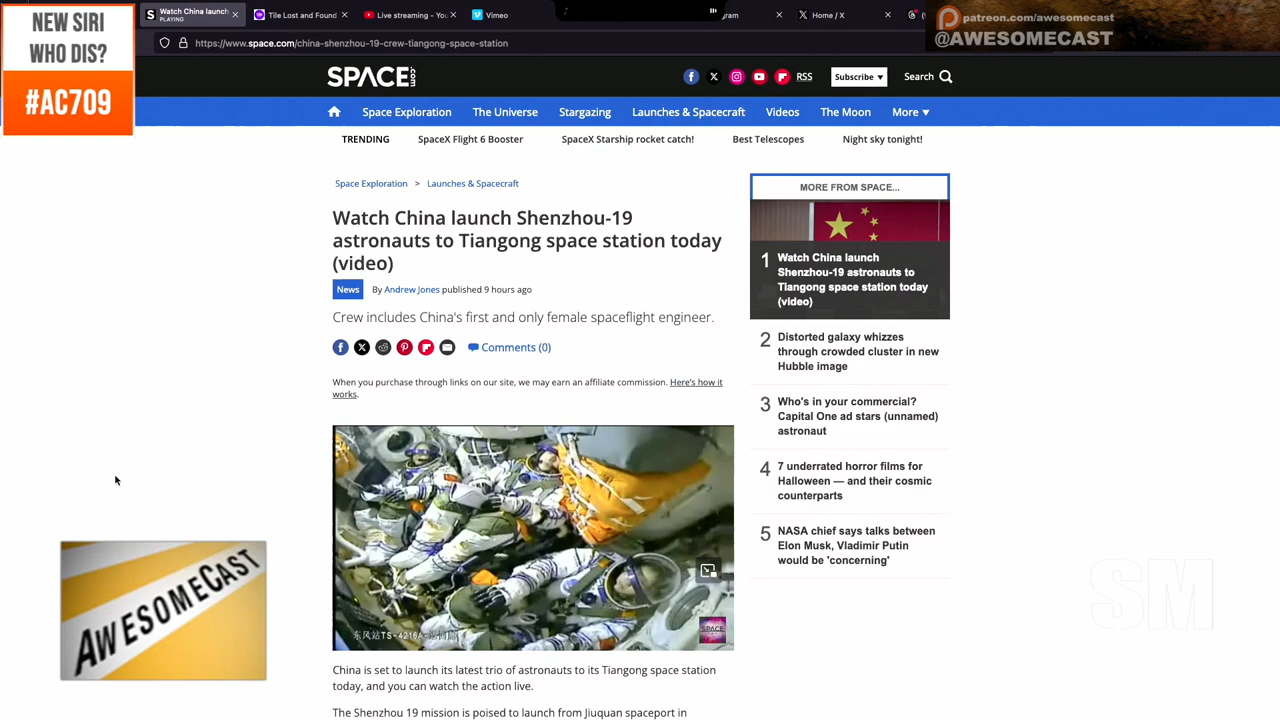 NEW SIRI
WHO DIS?
#AC709
Watch China launch
PLAYING
Tile Lost and Found
Live streaming - You
Vimeo
gram
Home / X
patreon.com/awesomecast
@AWESOMECAST
https://www.space.com/china-shenzhou-19-crew-tiangong-space-station
SPACE.com
RSS
Subscribe
Search
Space Exploration
The Universe
Stargazing
Launches & Spacecraft
Videos
The Moon
More
TRENDING
SpaceX Flight 6 Booster
SpaceX Starship rocket catch!
Best Telescopes
Night sky tonight!
Space Exploration > Launches & Spacecraft
Watch China launch Shenzhou-19
astronauts to Tiangong space station today
(video)
News
By Andrew Jones published 9 hours ago
Crew includes China's first and only female spaceflight engineer.
Comments (0)
When you purchase through links on our site, we may earn an affiliate commission. Here's how it
works.
东风站TS-4216A
SPACE
China is set to launch its latest trio of astronauts to its Tiangong space station
today, and you can watch the action live.
The Shenzhou 19 mission is poised to launch from Jiuquan spaceport in
MORE FROM SPACE...
1
Watch China launch
Shenzhou-19 astronauts to
Tiangong space station today
(video)
2
Distorted galaxy whizzes
through crowded cluster in new
Hubble image
3
Who's in your commercial?
Capital One ad stars (unnamed)
astronaut
4
7 underrated horror films for
Halloween — and their cosmic
counterparts
5
NASA chief says talks between
Elon Musk, Vladimir Putin
would be 'concerning'
AWESOMECAST
SM